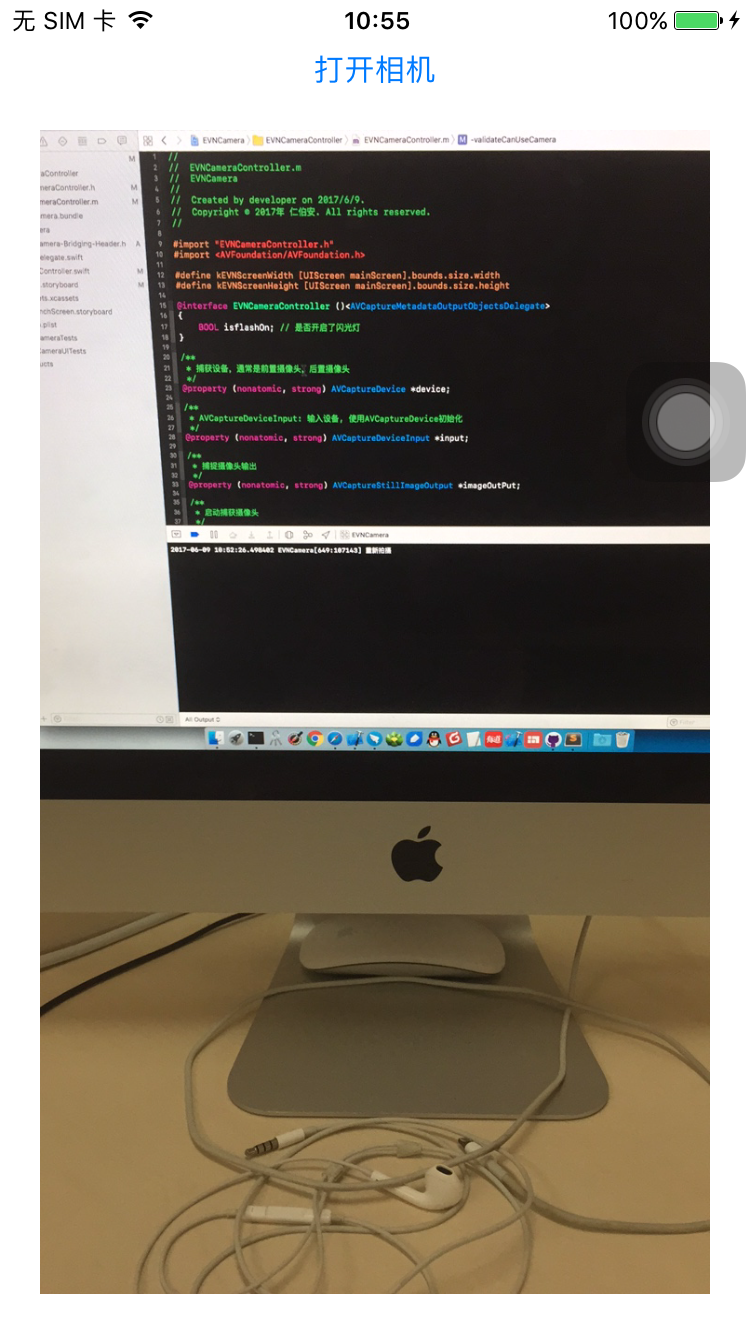 无 SIM 卡 10:55 100%
打开相机
EVNCamera EVNCameraController EVNCameraController.m M -validateCanUseCamera
M
aController
meraController.h M
meraController.m M
mera.bundle
era
amera-Bridging-Header.h A
elegate.swift
Controller.swift M
.storyboard M
ts.xcassets
nchScreen.storyboard
.plist
ameraTests
ameraUITests
ucts
1 //
2 // EVNCameraController.m
3 // EVNCamera
4 //
5 // Created by developer on 2017/6/9.
6 // Copyright © 2017年 仁伯安. All rights reserved.
7 //
8
9 #import "EVNCameraController.h"
10 #import <AVFoundation/AVFoundation.h>
11
12 #define kEVNScreenWidth [UIScreen mainScreen].bounds.size.width
13 #define kEVNScreenHeight [UIScreen mainScreen].bounds.size.height
14
15 @interface EVNCameraController ()<AVCaptureMetadataOutputObjectsDelegate>
16 {
17 BOOL isflashOn; // 是否开启了闪光灯
18 }
19
20 /**
21 * 捕获设备, 通常是前置摄像头, 后置摄像头
22 */
23 @property (nonatomic, strong) AVCaptureDevice *device;
24
25 /**
26 * AVCaptureDeviceInput: 输入设备, 使用AVCaptureDevice初始化
27 */
28 @property (nonatomic, strong) AVCaptureDeviceInput *input;
29
30 /**
31 * 捕捉摄像头输出
32 */
33 @property (nonatomic, strong) AVCaptureStillImageOutput *imageOutPut;
34
35 /**
36 * 启动捕获摄像头
37 */
EVNCamera
2017-06-09 10:52:26.498402 EVNCamera[649:187143] 重新拍摄
All Output
Filter